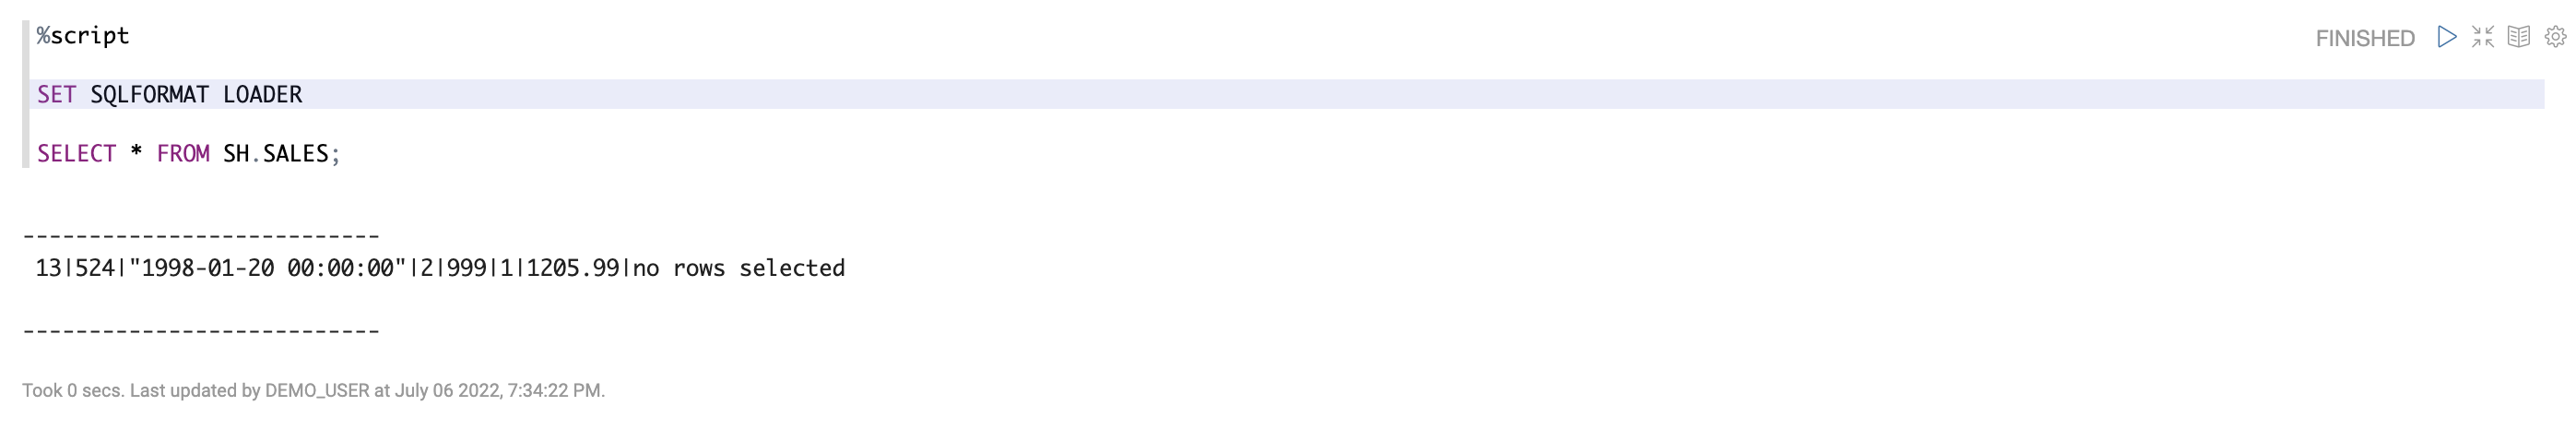 %script
FINISHED
SET SQLFORMAT LOADER
SELECT * FROM SH.SALES;
---------------------------
13|524|"1998-01-20 00:00:00"|2|999|1|1205.99|no rows selected
---------------------------
Took 0 secs. Last updated by DEMO_USER at July 06 2022, 7:34:22 PM.